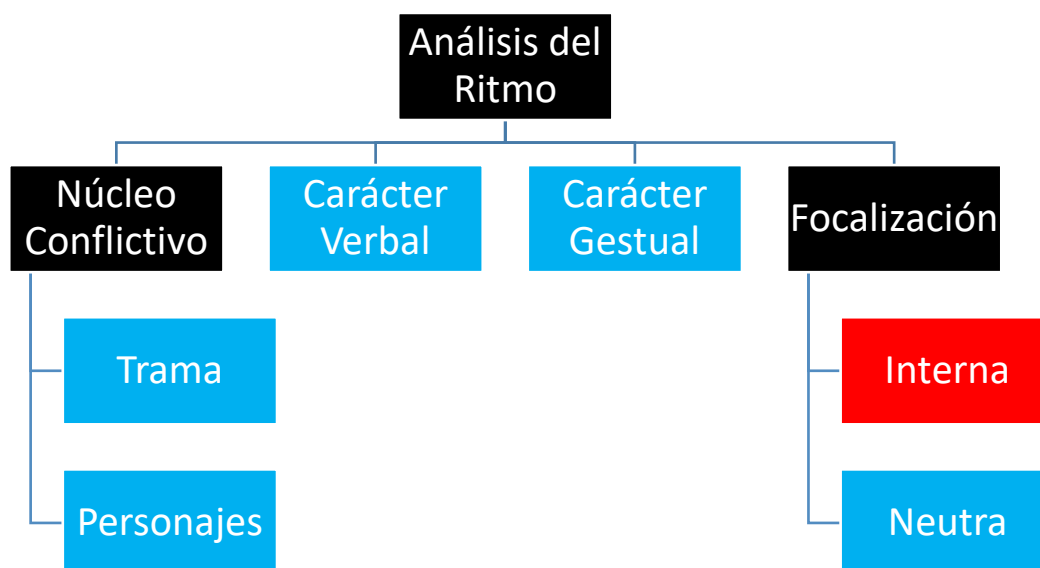 Análisis del
Ritmo
Núcleo
Conflictivo
Carácter
Verbal
Carácter
Gestual
Focalización
Trama
Interna
Personajes
Neutra